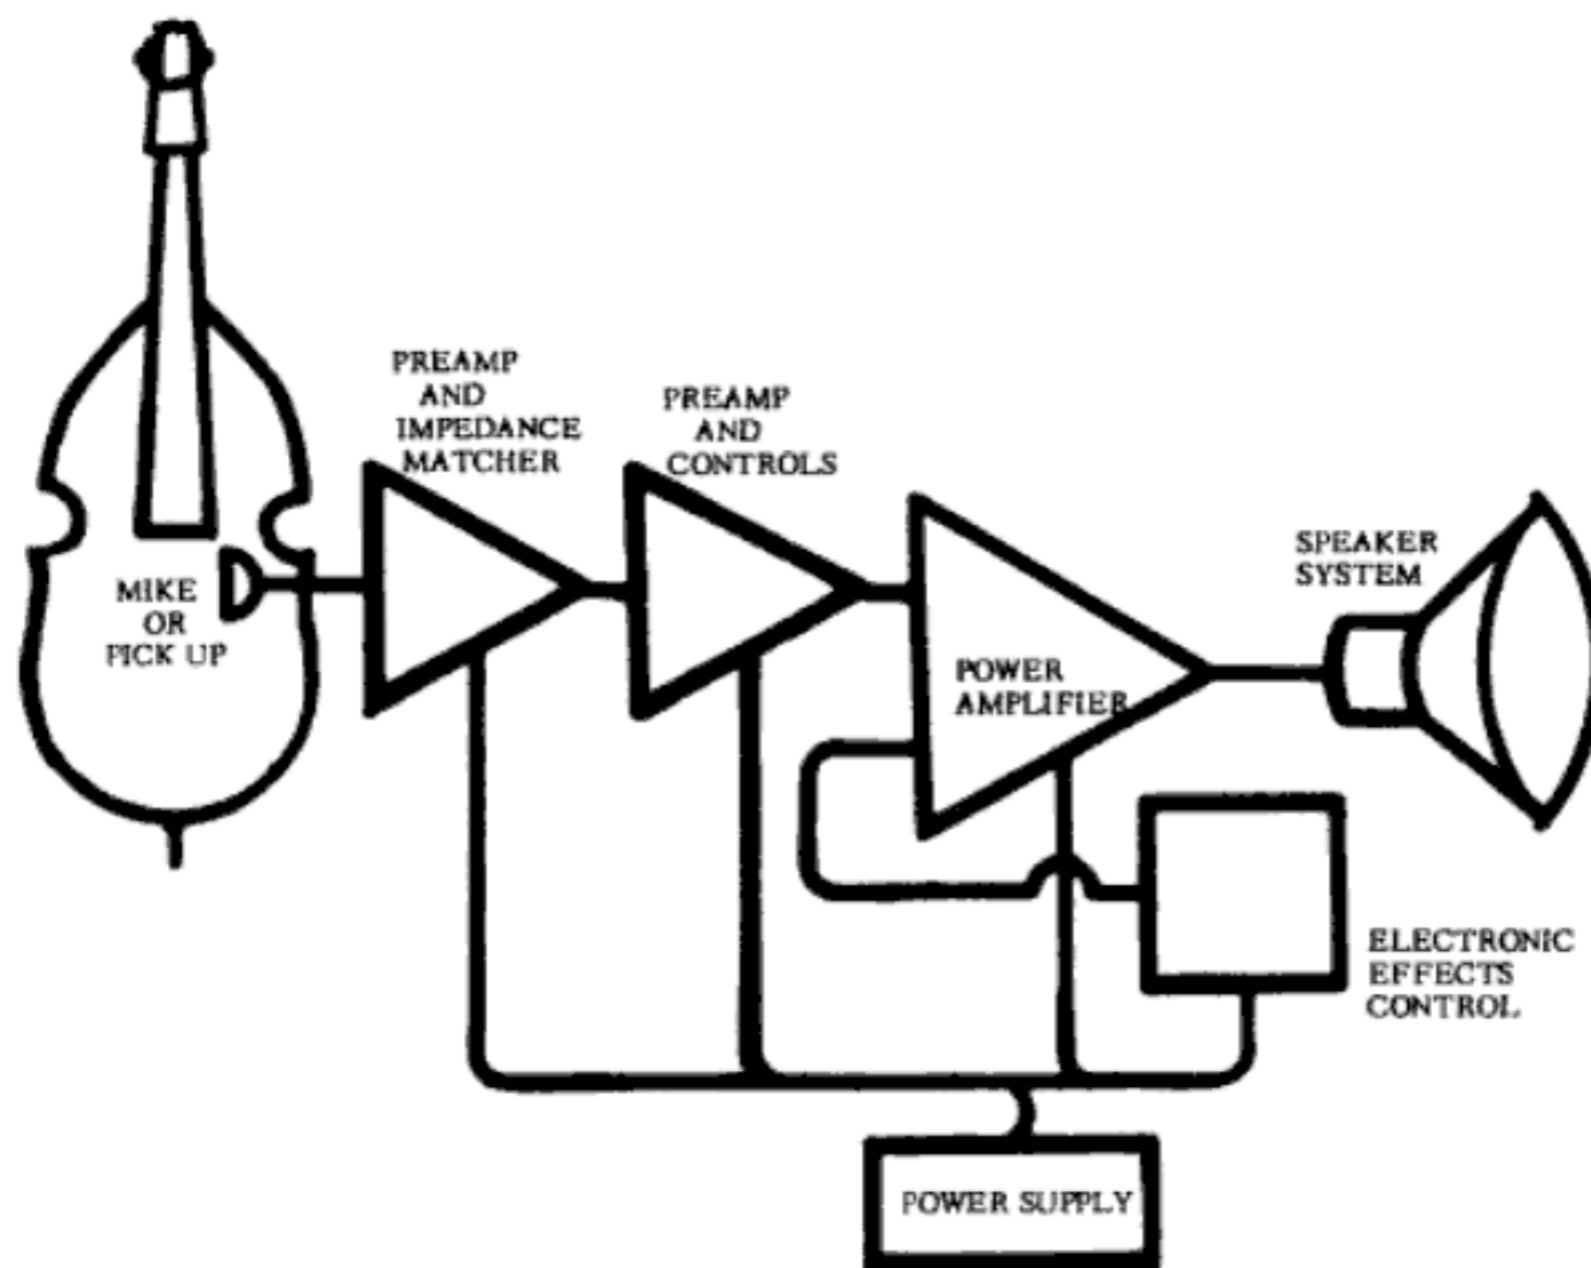 PREAMP
AND
IMPEDANCE
MATCHER
PREAMP
AND
CONTROLS
SPEAKER
SYSTEM
MIKE
OR
PICK UP
POWER
AMPLIFIER
ELECTRONIC
EFFECTS
CONTROL
POWER SUPPLY